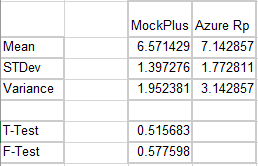 MockPlus Azure Rp
Mean 6.571429 7.142857
STDev 1.397276 1.772811
Variance 1.952381 3.142857
T-Test 0.515683
F-Test 0.577598